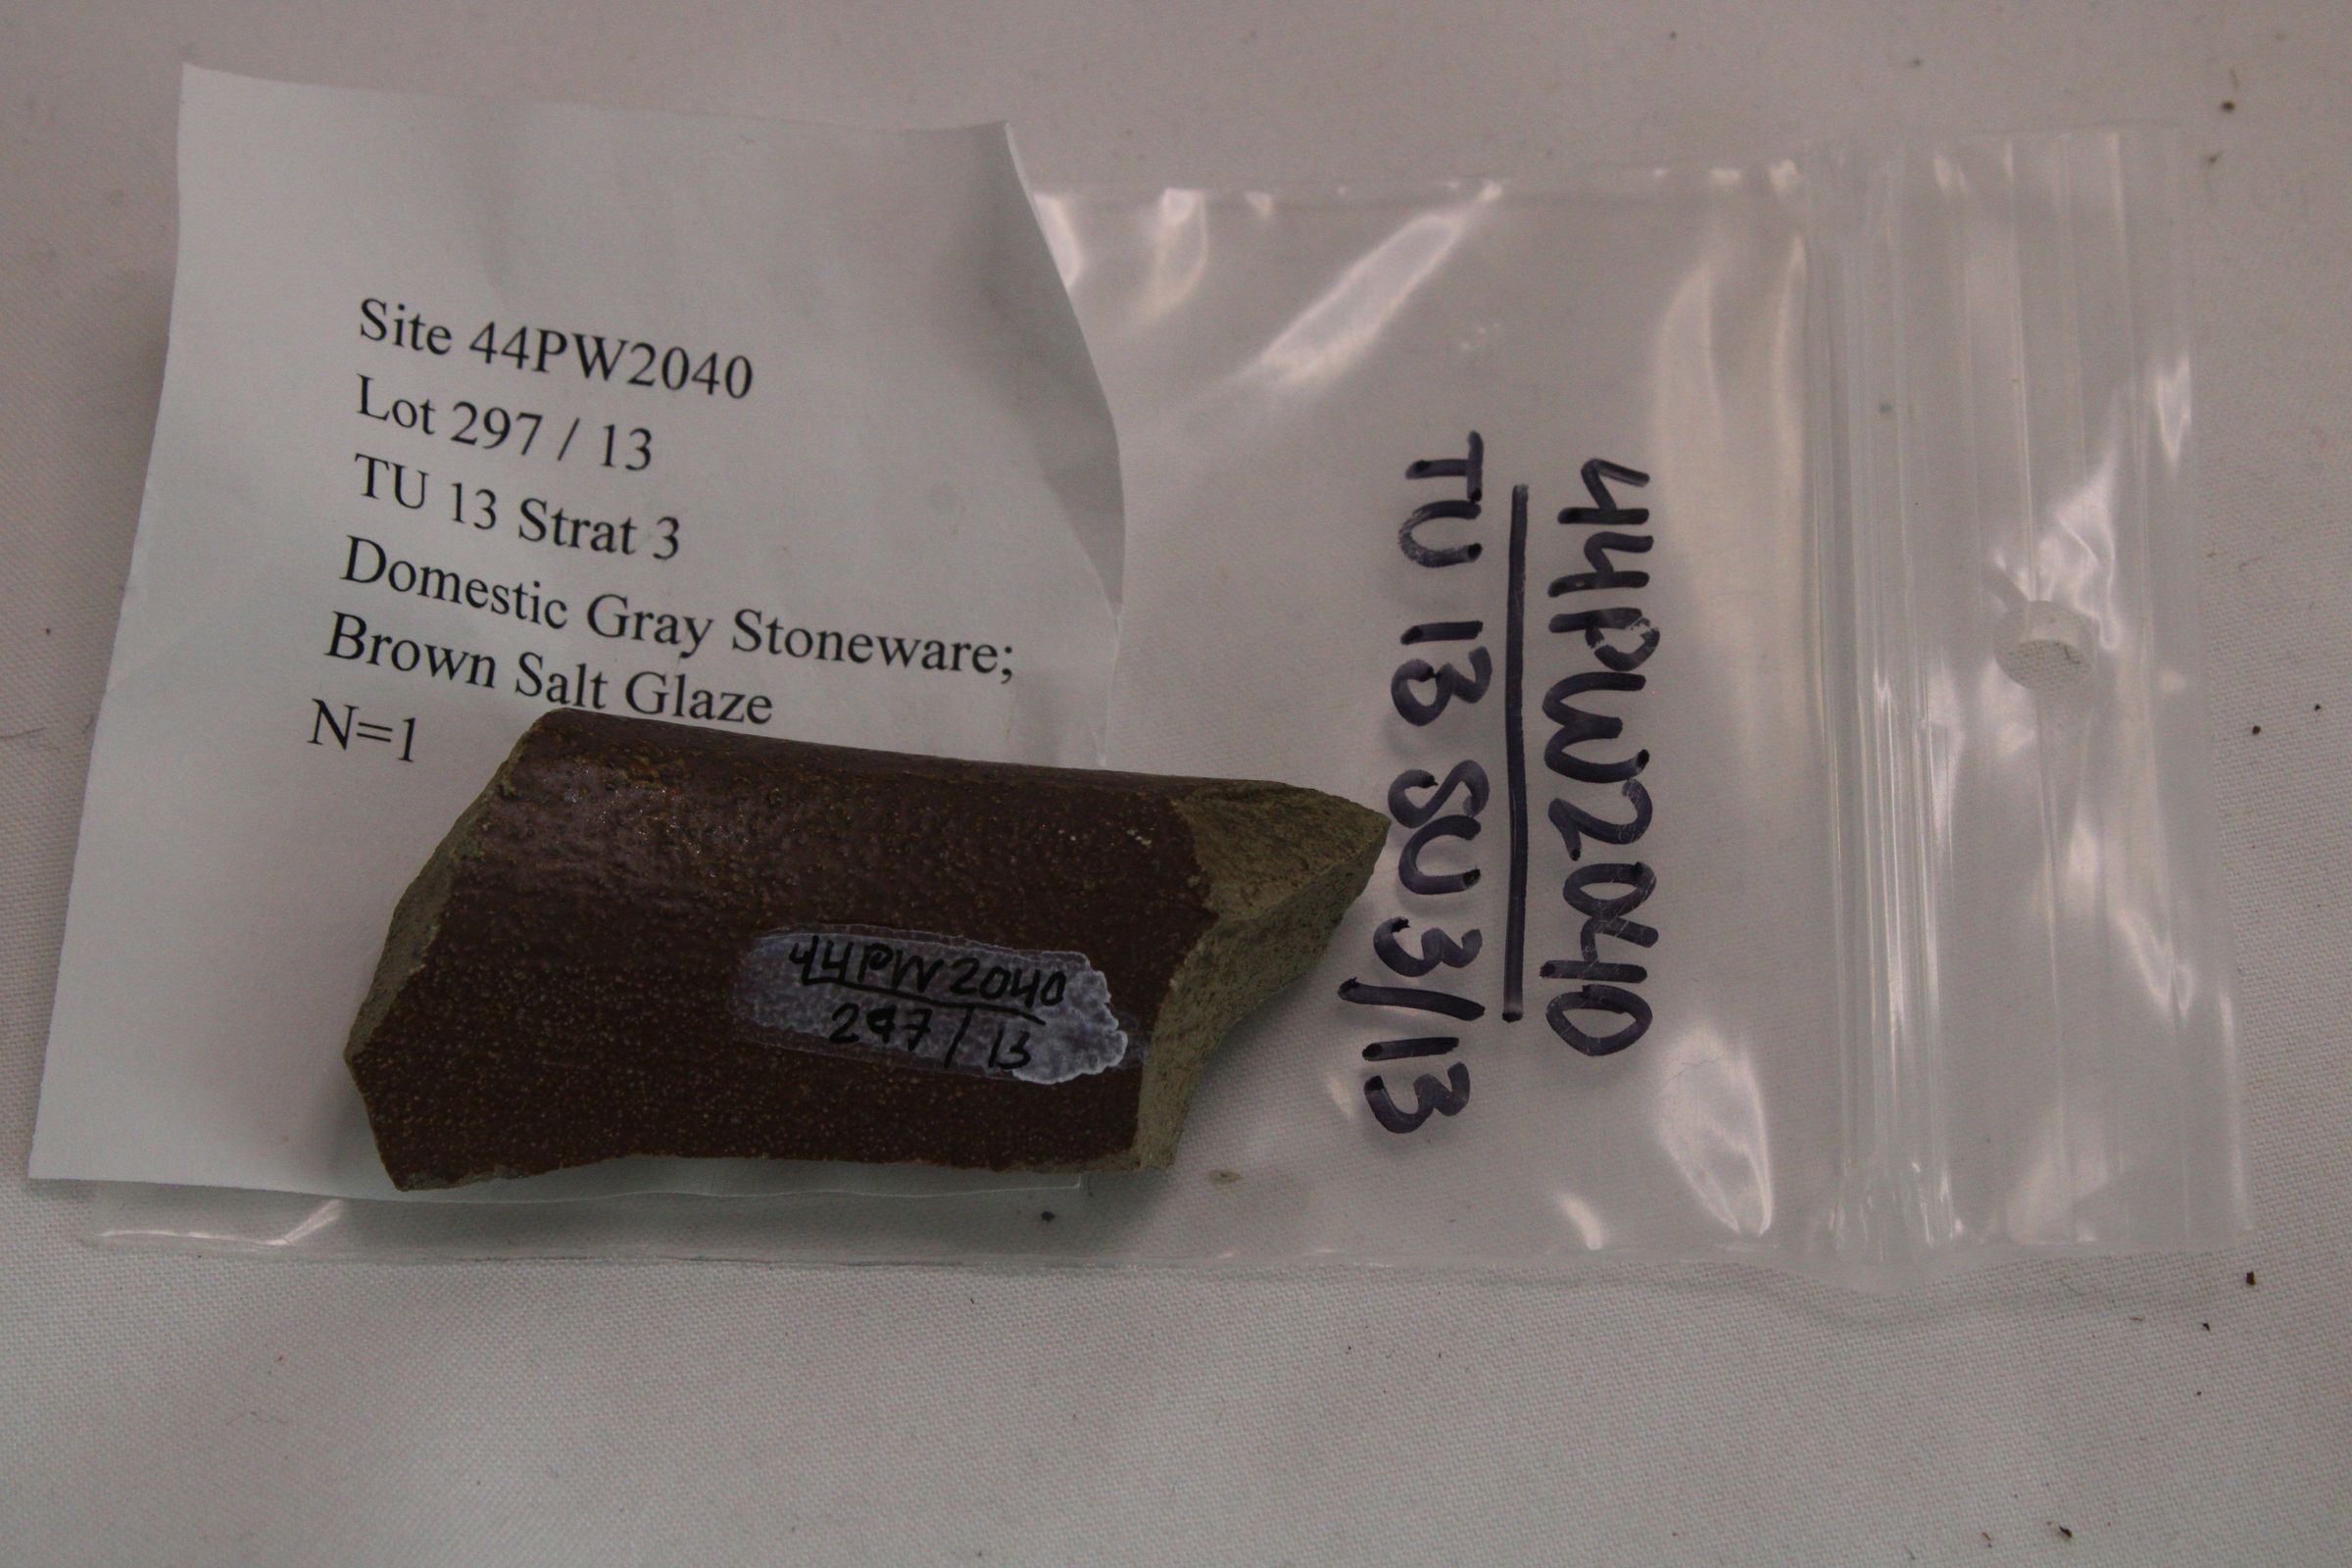 Site 44PW2040
Lot 297 / 13
TU 13 Strat 3
Domestic Gray Stoneware;
Brown Salt Glaze
N=1
44PW2040
297/13
44PW2040
TU 13 SU 3/13